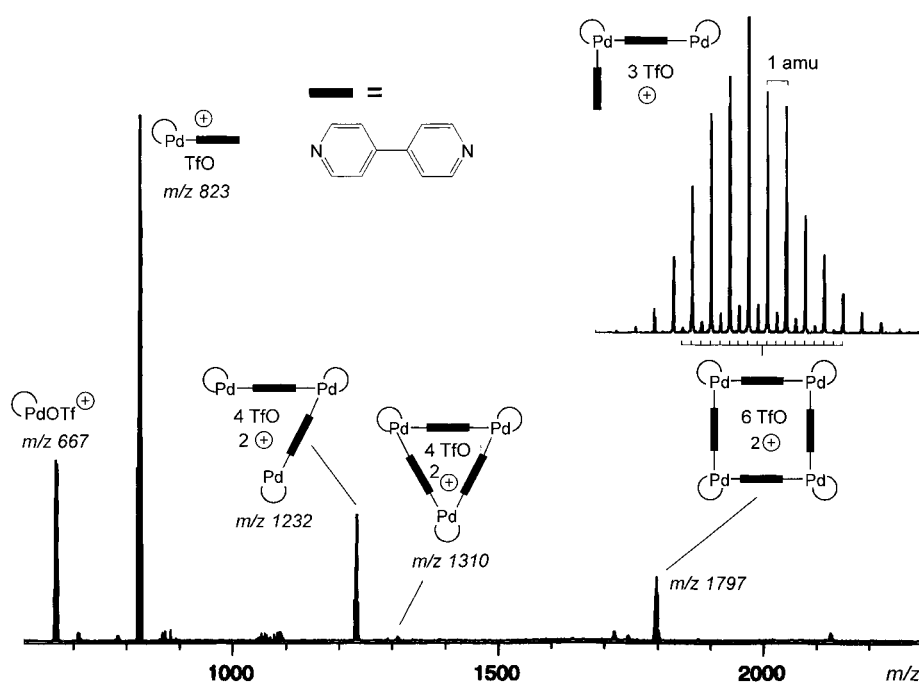 Pd
⊕
TfO
m/z 823
=
N
N
Pd
Pd
3 TfO
⊕
1 amu
PdOTf ⊕
m/z 667
Pd
Pd
4 TfO
2 ⊕
Pd
m/z 1232
Pd
Pd
4 TfO
2 ⊕
Pd
m/z 1310
Pd
Pd
6 TfO
2 ⊕
Pd
Pd
m/z 1797
1000
1500
2000
m/z